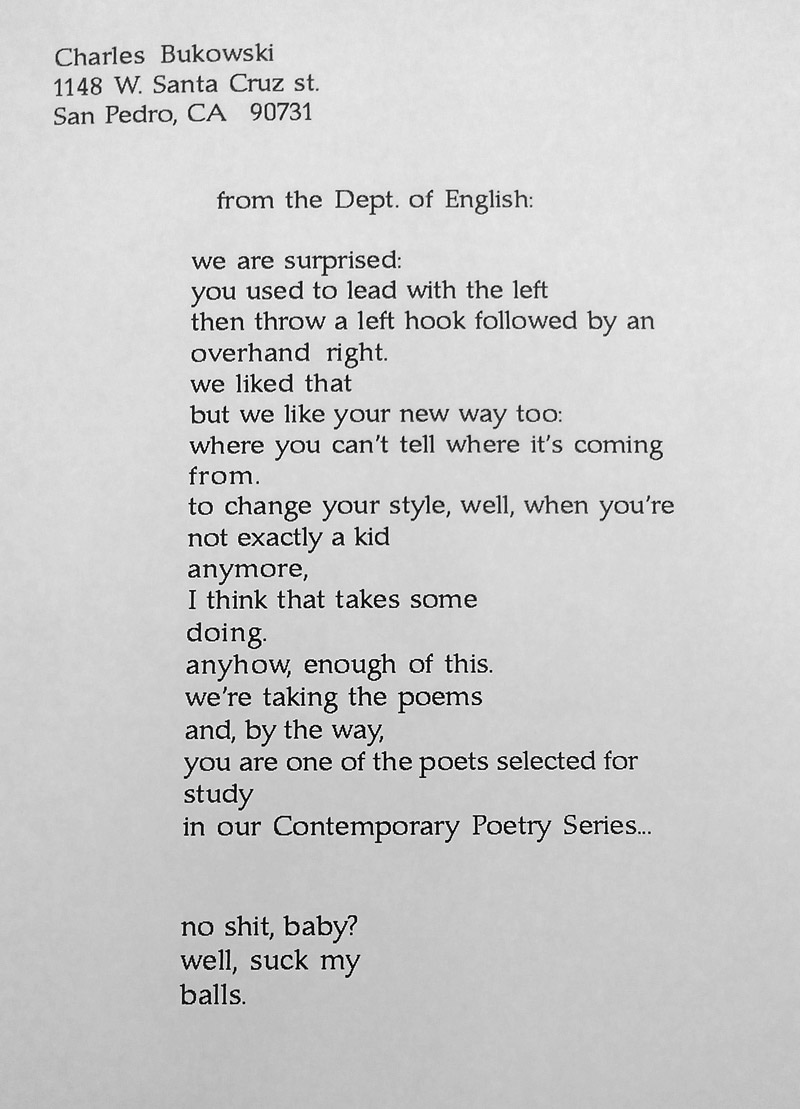 Charles Bukowski
1148 W. Santa Cruz st.
San Pedro, CA 90731
from the Dept. of English:
we are surprised:
you used to lead with the left
then throw a left hook followed by an
overhand right.
we liked that
but we like your new way too:
where you can't tell where it's coming
from.
to change your style, well, when you're
not exactly a kid
anymore,
I think that takes some
doing.
anyhow, enough of this.
we're taking the poems
and, by the way,
you are one of the poets selected for
study
in our Contemporary Poetry Series...
no shit, baby?
well, suck my
balls.